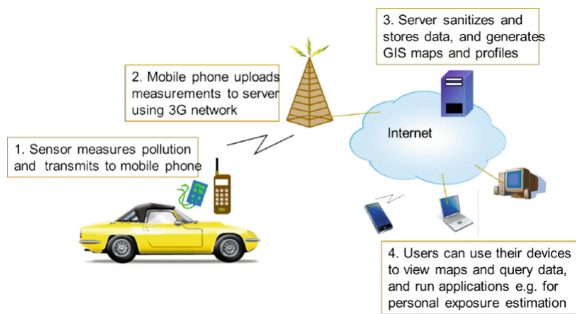 3. Server sanitizes and
stores data, and generates
GIS maps and profiles
2. Mobile phone uploads
measurements to server
using 3G network
Internet
1. Sensor measures pollution
and transmits to mobile phone
4. Users can use their devices
to view maps and query data,
and run applications e.g. for
personal exposure estimation